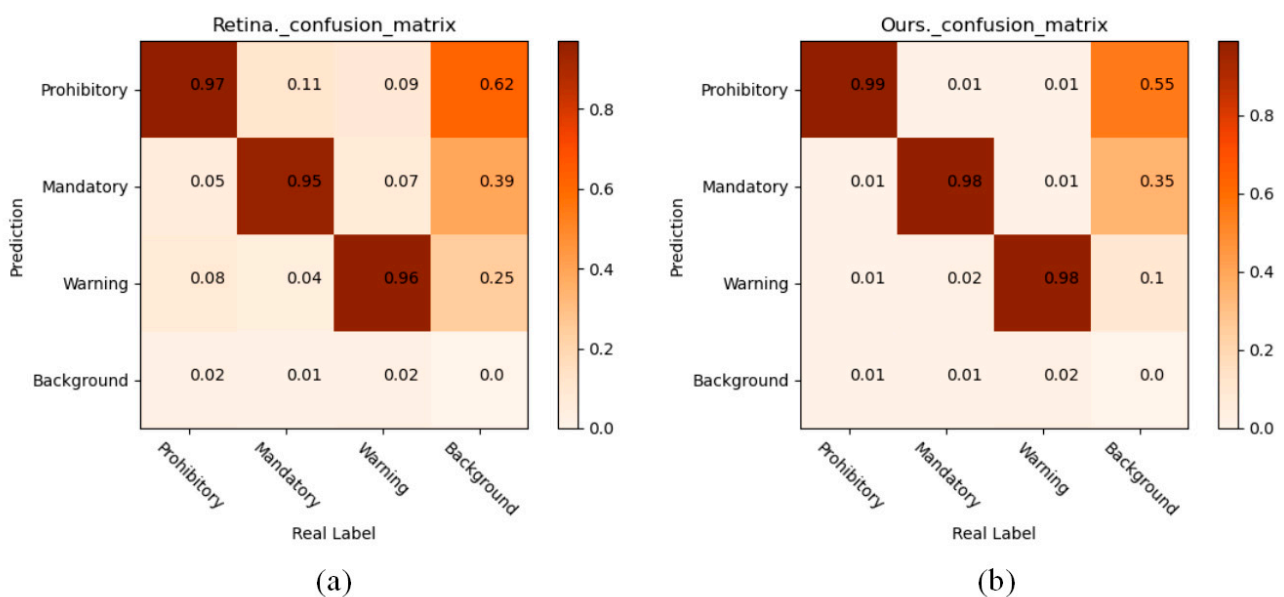 Retina._confusion_matrix
Prohibitory 0.97 0.11 0.09 0.62
Mandatory 0.05 0.95 0.07 0.39
Warning 0.08 0.04 0.96 0.25
Background 0.02 0.01 0.02 0.0
Prohibitory Mandatory Warning Background
Real Label
Prediction
0.8
0.6
0.4
0.2
0.0
(a)
Ours._confusion_matrix
Prohibitory 0.99 0.01 0.01 0.55
Mandatory 0.01 0.98 0.01 0.35
Warning 0.01 0.02 0.98 0.1
Background 0.01 0.01 0.02 0.0
Prohibitory Mandatory Warning Background
Real Label
Prediction
0.8
0.6
0.4
0.2
0.0
(b)